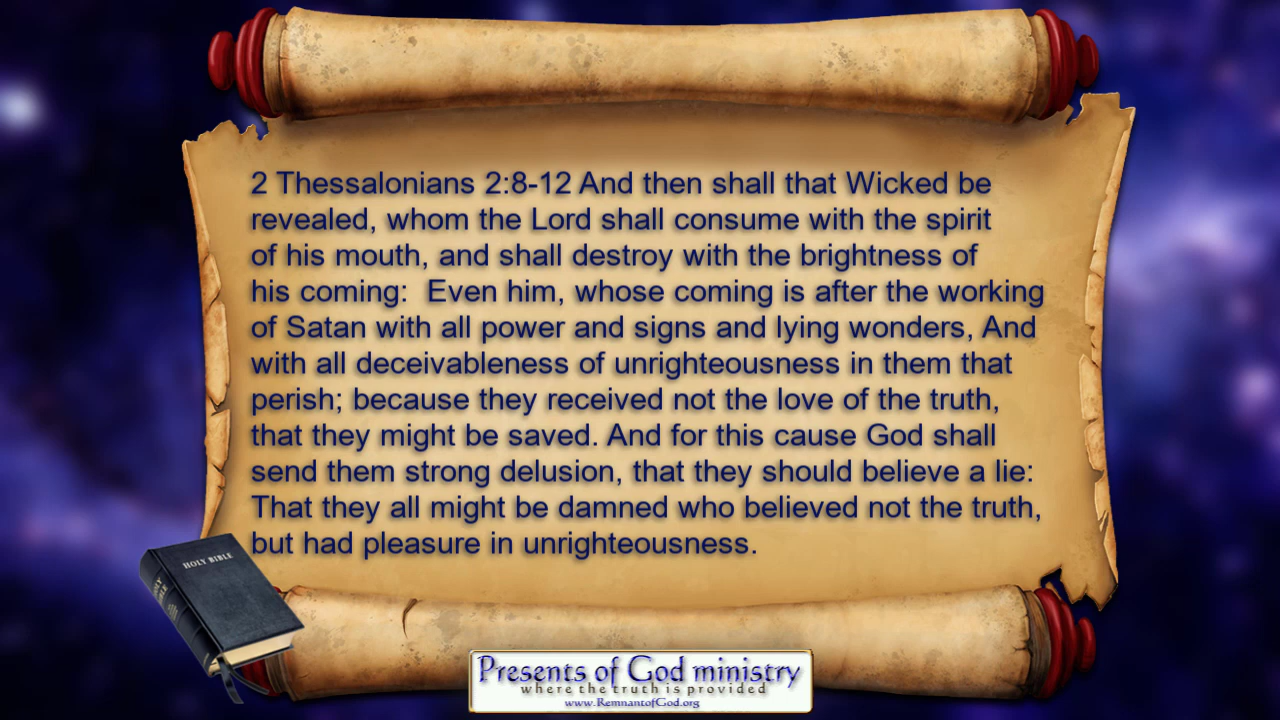 2 Thessalonians 2:8-12 And then shall that Wicked be
revealed, whom the Lord shall consume with the spirit
of his mouth, and shall destroy with the brightness of
his coming:  Even him, whose coming is after the working
of Satan with all power and signs and lying wonders, And
with all deceivableness of unrighteousness in them that
perish; because they received not the love of the truth,
that they might be saved. And for this cause God shall
send them strong delusion, that they should believe a lie:
That they all might be damned who believed not the truth,
but had pleasure in unrighteousness.
HOLY BIBLE
HOLY
BIBLE
Presents of God ministry
where the truth is provided
www.RemnantofGod.org